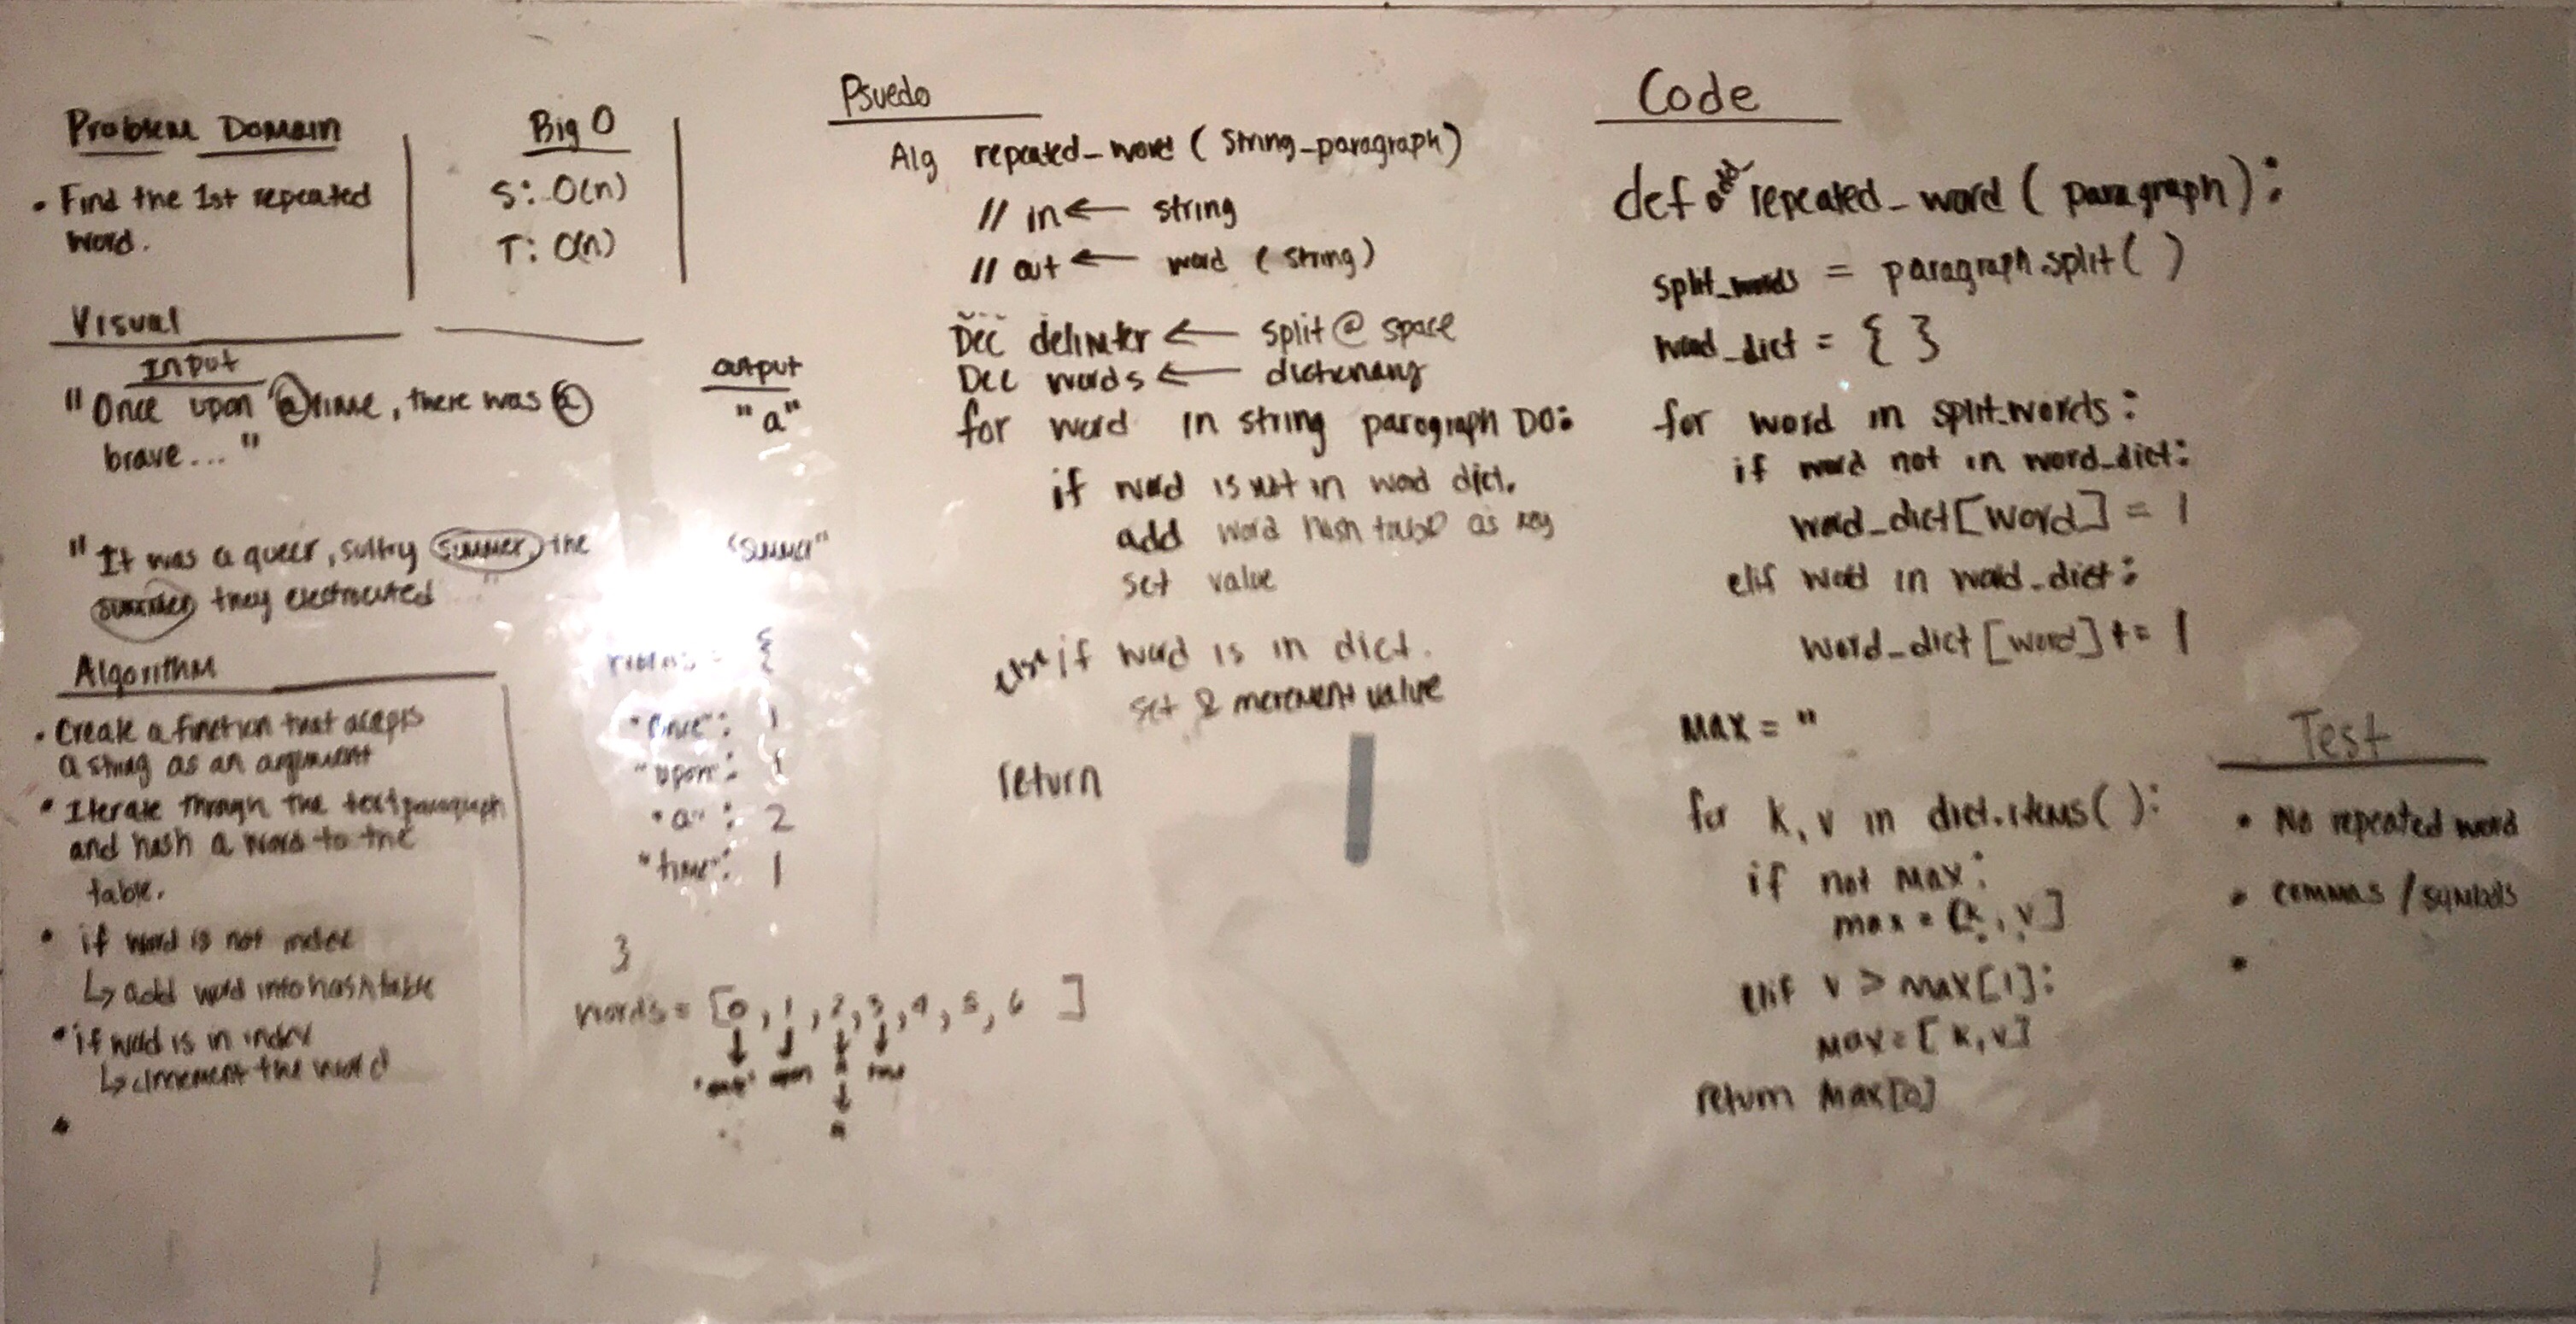 Problem Domain
• Find the 1st repeated
word.
Big O
S: O(n)
T: O(n)
Visual
Input
"Once upon a time, there was a
brave... "
output
"a"
"It was a queer, sultry summer, the
summer they electrocuted "
"summer"
Algorithm
• Create a function that accepts
a string as an argument
• Iterate through the text paragraph
and hash a word to the
table.
• if word is not index
↳ add word into hashtable
• if word is in index
↳ increment the word
•
= {
"once": 1
"upon": 1
"a": 2
"time": 1
}
words = [0, 1, 2, 3, 4, 5, 6 ]
"once" upon a time
a
Psuedo
Alg repeated_word ( string_paragraph)
// in ← string
// out ← word ( string)
Dec delimiter ← split @ space
Dec words ← dictionary
for word in string paragraph DO:
if word is not in word dict.
add word hash table as key
set value
else if word is in dict.
set & increment value
return
Code
def repeated_word ( paragraph):
split_words = paragraph.split( )
word_dict = { }
for word in split_words:
if word not in word_dict:
word_dict[word] = 1
elif word in word_dict:
word_dict[word] += 1
max = "
for k, v in dict.items( ):
if not max:
max = [k, v]
elif v > max[1]:
max = [k, v]
return max[0]
Test
• No repeated word
• commas / symbols
•